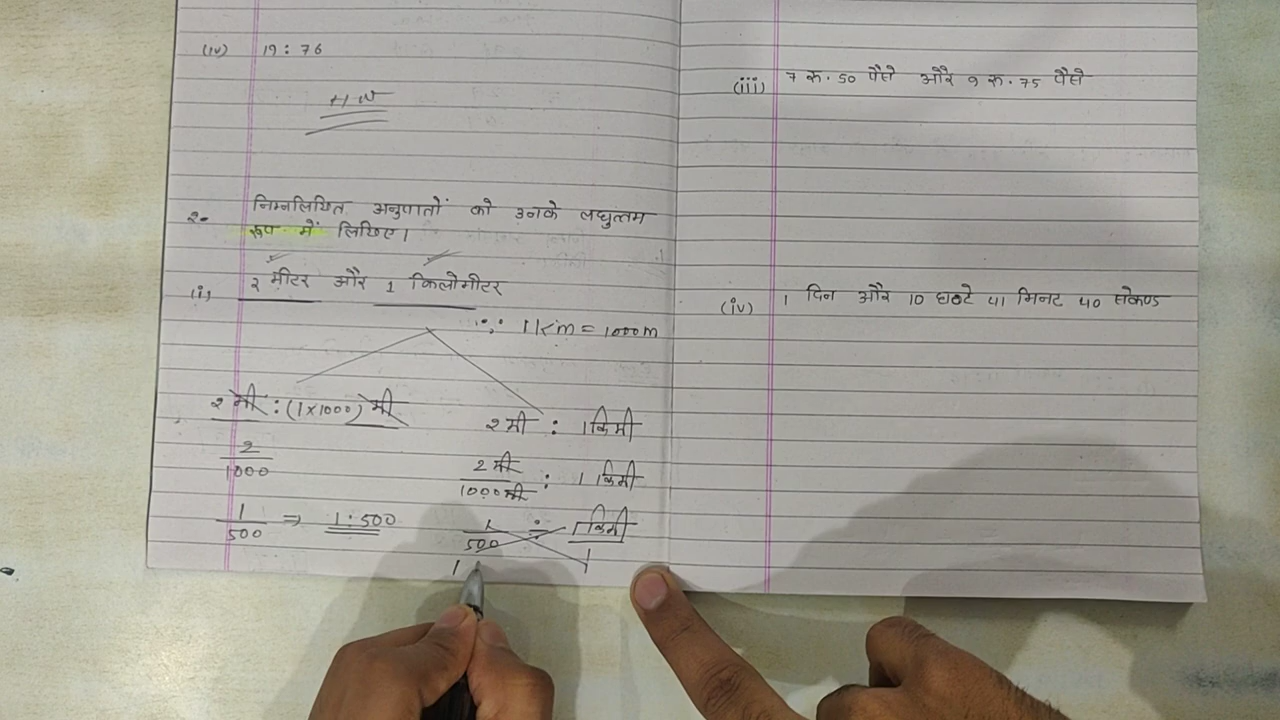 (iv) 19 : 76
H W
2. निम्नलिखित अनुपातों को उनके लघुत्तम
रूप में लिखिए।
(i) 2 मीटर और 1 किलोमीटर
∵ 1 km = 1000 m
2 मी : (1×1000) मी
2/1000
1/500 ⇒ 1:500
2 मी : 1 किमी
2 मी/1000 मी : 1 किमी
1/500 ÷ 1 किमी/1
1
(iii) 7 रू. 50 पैसे और 9 रू. 75 पैसे
(iv) 1 दिन और 10 घण्टे 41 मिनट 40 सेकण्ड